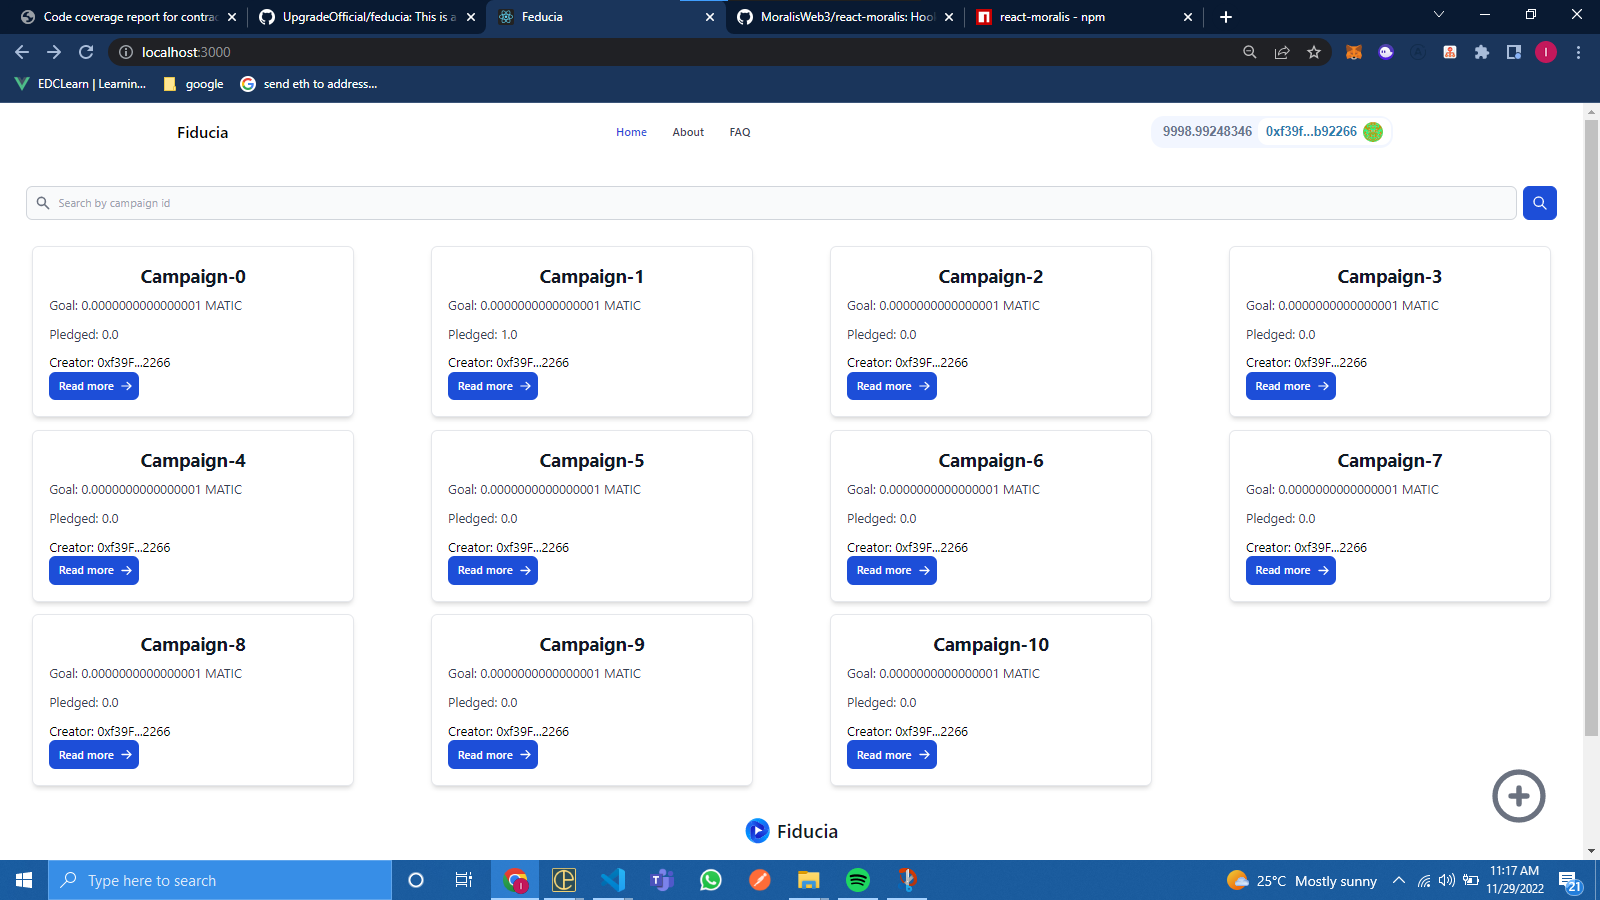 Code coverage report for contrac
UpgradeOfficial/feducia: This is a
Feducia
MoralisWeb3/react-moralis: Hool
react-moralis - npm
localhost:3000
I
EDCLearn | Learnin...
google
send eth to address...
Fiducia
Home
About
FAQ
9998.99248346
0xf39f...b92266
Search by campaign id
Campaign-0
Goal: 0.0000000000000001 MATIC
Pledged: 0.0
Creator: 0xf39F...2266
Read more
Campaign-1
Goal: 0.0000000000000001 MATIC
Pledged: 1.0
Creator: 0xf39F...2266
Read more
Campaign-2
Goal: 0.0000000000000001 MATIC
Pledged: 0.0
Creator: 0xf39F...2266
Read more
Campaign-3
Goal: 0.0000000000000001 MATIC
Pledged: 0.0
Creator: 0xf39F...2266
Read more
Campaign-4
Goal: 0.0000000000000001 MATIC
Pledged: 0.0
Creator: 0xf39F...2266
Read more
Campaign-5
Goal: 0.0000000000000001 MATIC
Pledged: 0.0
Creator: 0xf39F...2266
Read more
Campaign-6
Goal: 0.0000000000000001 MATIC
Pledged: 0.0
Creator: 0xf39F...2266
Read more
Campaign-7
Goal: 0.0000000000000001 MATIC
Pledged: 0.0
Creator: 0xf39F...2266
Read more
Campaign-8
Goal: 0.0000000000000001 MATIC
Pledged: 0.0
Creator: 0xf39F...2266
Read more
Campaign-9
Goal: 0.0000000000000001 MATIC
Pledged: 0.0
Creator: 0xf39F...2266
Read more
Campaign-10
Goal: 0.0000000000000001 MATIC
Pledged: 0.0
Creator: 0xf39F...2266
Read more
Fiducia
Type here to search
25°C Mostly sunny
11:17 AM
11/29/2022
21